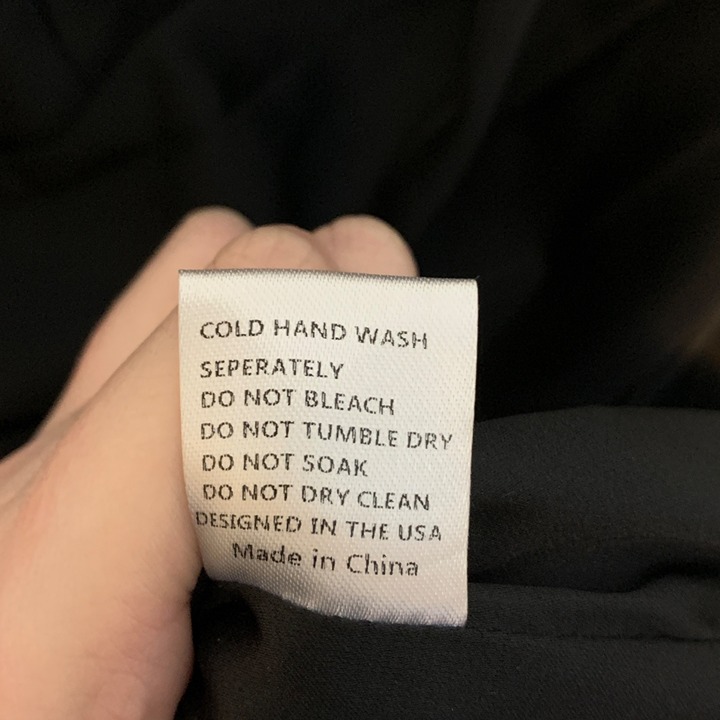 COLD HAND WASH
SEPERATELY
DO NOT BLEACH
DO NOT TUMBLE DRY
DO NOT SOAK
DO NOT DRY CLEAN
DESIGNED IN THE USA
Made in China